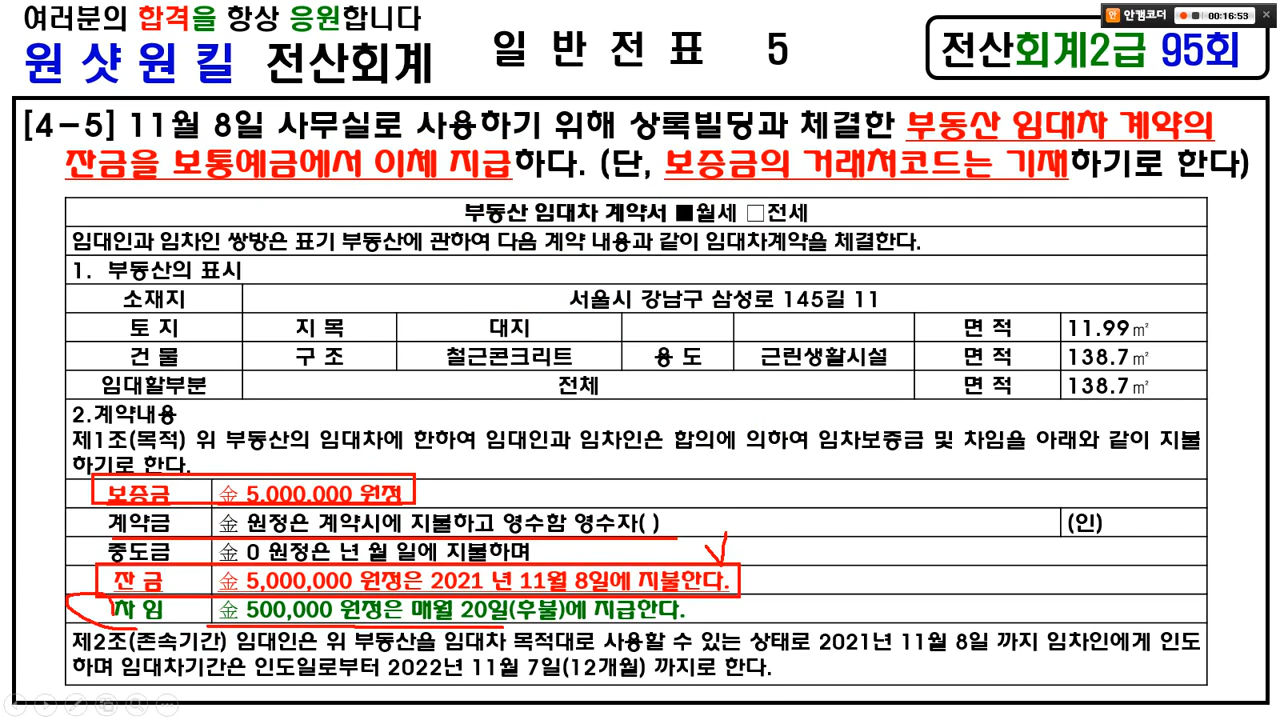 여러분의 합격을 항상 응원합니다
원 샷 원 킬 전산회계
일 반 전 표 5
전산회계2급 95회
안캠코더 00:16:53
[4-5] 11월 8일 사무실로 사용하기 위해 상록빌딩과 체결한 부동산 임대차 계약의
잔금을 보통예금에서 이체 지급하다. (단, 보증금의 거래처코드는 기재하기로 한다)
부동산 임대차 계약서 ■월세 □전세
임대인과 임차인 쌍방은 표기 부동산에 관하여 다음 계약 내용과 같이 임대차계약을 체결한다.
1. 부동산의 표시
소재지 서울시 강남구 삼성로 145길 11
토 지 지 목 대지 면 적 11.99㎡
건 물 구 조 철근콘크리트 용 도 근린생활시설 면 적 138.7㎡
임대할부분 전체 면 적 138.7㎡
2.계약내용
제1조(목적) 위 부동산의 임대차에 한하여 임대인과 임차인은 합의에 의하여 임차보증금 및 차임을 아래와 같이 지불
하기로 한다.
보증금 金 5,000,000 원정
계약금 金 원정은 계약시에 지불하고 영수함 영수자( ) (인)
중도금 金 0 원정은 년 월 일에 지불하며
잔 금 金 5,000,000 원정은 2021 년 11월 8일에 지불한다.
차 임 金 500,000 원정은 매월 20일(후불)에 지급한다.
제2조(존속기간) 임대인은 위 부동산을 임대차 목적대로 사용할 수 있는 상태로 2021년 11월 8일 까지 임차인에게 인도
하며 임대차기간은 인도일로부터 2022년 11월 7일(12개월) 까지로 한다.